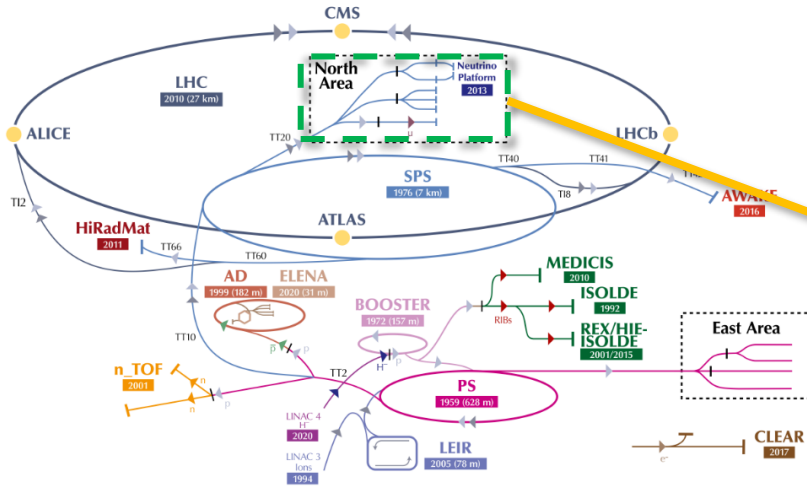 CMS
North
Area
Neutrino
Platform
2013
LHC
2010 (27 km)
ALICE
LHCb
μ
TT20
TT40
TT41
SPS
1976 (7 km)
TI8
TI2
AWAKE
2016
HiRadMat
2011
ATLAS
TT66
TT60
MEDICIS
2010
AD
1999 (182 m)
ELENA
2020 (31 m)
BOOSTER
1972 (157 m)
ISOLDE
1992
RIBs
REX/HIE-
ISOLDE
2001/2015
East Area
TT10
p
p
H⁻
p
n_TOF
2001
n
n
p
TT2
PS
1959 (628 m)
LINAC 4
H⁻
2020
LEIR
2005 (78 m)
LINAC 3
Ions
1994
CLEAR
2017
e⁻